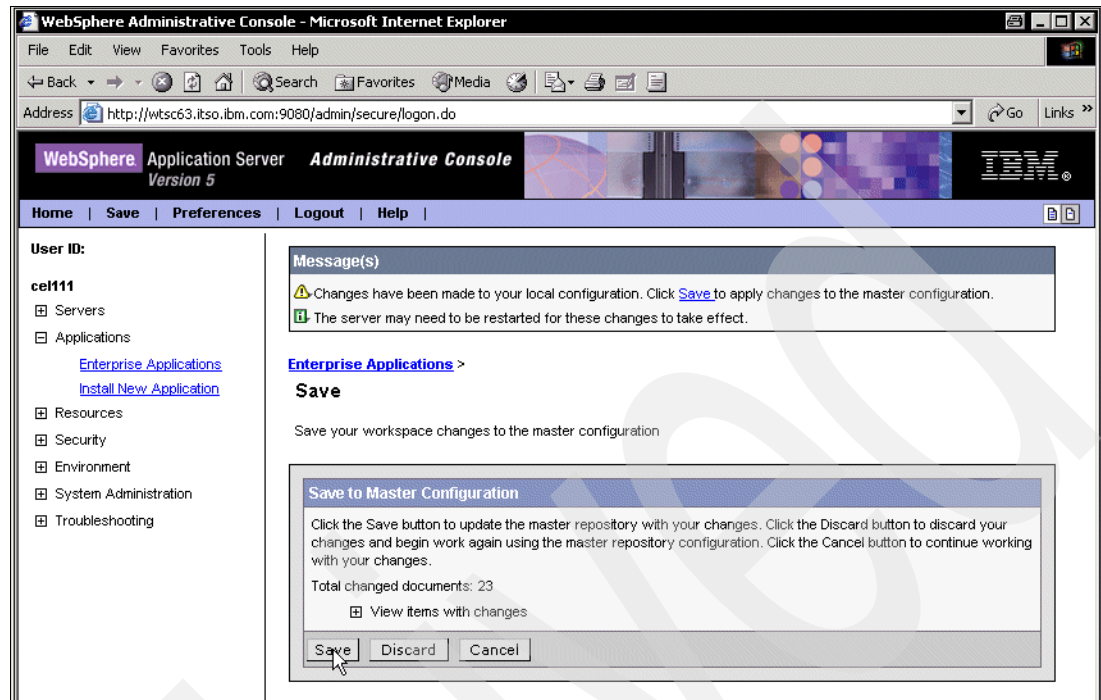 WebSphere Administrative Console - Microsoft Internet Explorer
File Edit View Favorites Tools Help
Back Search Favorites Media
Address http://wtsc63.itso.ibm.com:9080/admin/secure/logon.do Go Links »
WebSphere. Application Server Administrative Console
Version 5
IBM®
Home | Save | Preferences | Logout | Help |
User ID:
cel111
Servers
Applications
Enterprise Applications
Install New Application
Resources
Security
Environment
System Administration
Troubleshooting
Message(s)
Changes have been made to your local configuration. Click Save to apply changes to the master configuration.
The server may need to be restarted for these changes to take effect.
Enterprise Applications >
Save
Save your workspace changes to the master configuration
Save to Master Configuration
Click the Save button to update the master repository with your changes. Click the Discard button to discard your
changes and begin work again using the master repository configuration. Click the Cancel button to continue working
with your changes.
Total changed documents: 23
View items with changes
Save Discard Cancel